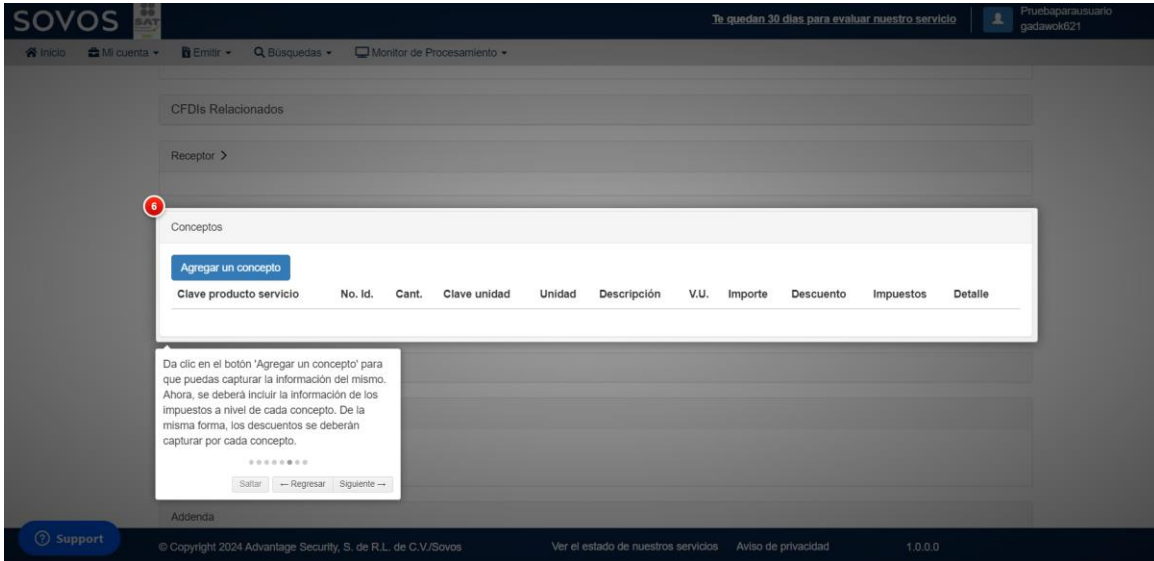 SOVOS SAT
Te quedan 30 días para evaluar nuestro servicio
Pruebaparausuario
gadawok621
Inicio Mi cuenta Emitir Búsquedas Monitor de Procesamiento
CFDIs Relacionados
Receptor
6
Conceptos
Agregar un concepto
Clave producto servicio No. Id. Cant. Clave unidad Unidad Descripción V.U. Importe Descuento Impuestos Detalle
Da clic en el botón 'Agregar un concepto' para
que puedas capturar la información del mismo.
Ahora, se deberá incluir la información de los
impuestos a nivel de cada concepto. De la
misma forma, los descuentos se deberán
capturar por cada concepto.
Saltar ← Regresar Siguiente →
Addenda
? Support
© Copyright 2024 Advantage Security, S. de R.L. de C.V./Sovos Ver el estado de nuestros servicios Aviso de privacidad 1.0.0.0